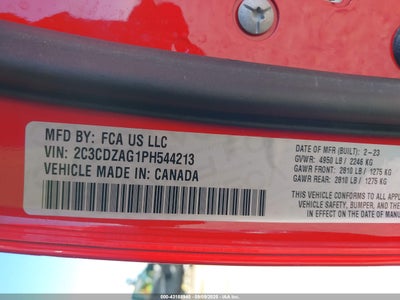 MFD BY: FCA US LLC
VIN: 2C3CDZAG1PH544213
VEHICLE MADE IN: CANADA
DATE OF MFR (BUILT): 2-23
GVWR: 4950 LB / 2246 KG
GAWR FRONT: 2810 LB / 1275 KG
GAWR REAR: 2810 LB / 1275 KG
THIS VEHICLE CONFORMS TO ALL APPLICABLE
VEHICLE SAFETY, BUMPER, AND THE
IN EFFECT ON THE DATE OF MANU